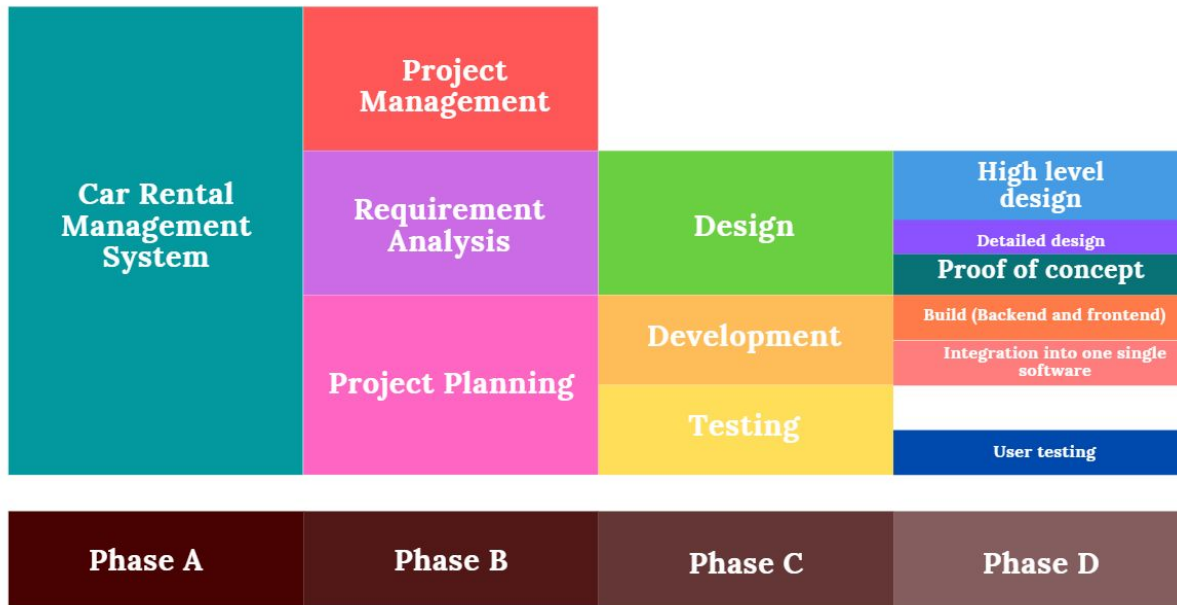 Car Rental
Management
System
Project
Management
Requirement
Analysis
Project Planning
Design
Development
Testing
High level
design
Detailed design
Proof of concept
Build (Backend and frontend)
Integration into one single
software
User testing
Phase A
Phase B
Phase C
Phase D